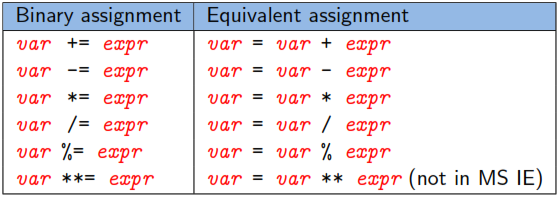 Binary assignment Equivalent assignment
var += expr var = var + expr
var -= expr var = var - expr
var *= expr var = var * expr
var /= expr var = var / expr
var %= expr var = var % expr
var **= expr var = var ** expr (not in MS IE)